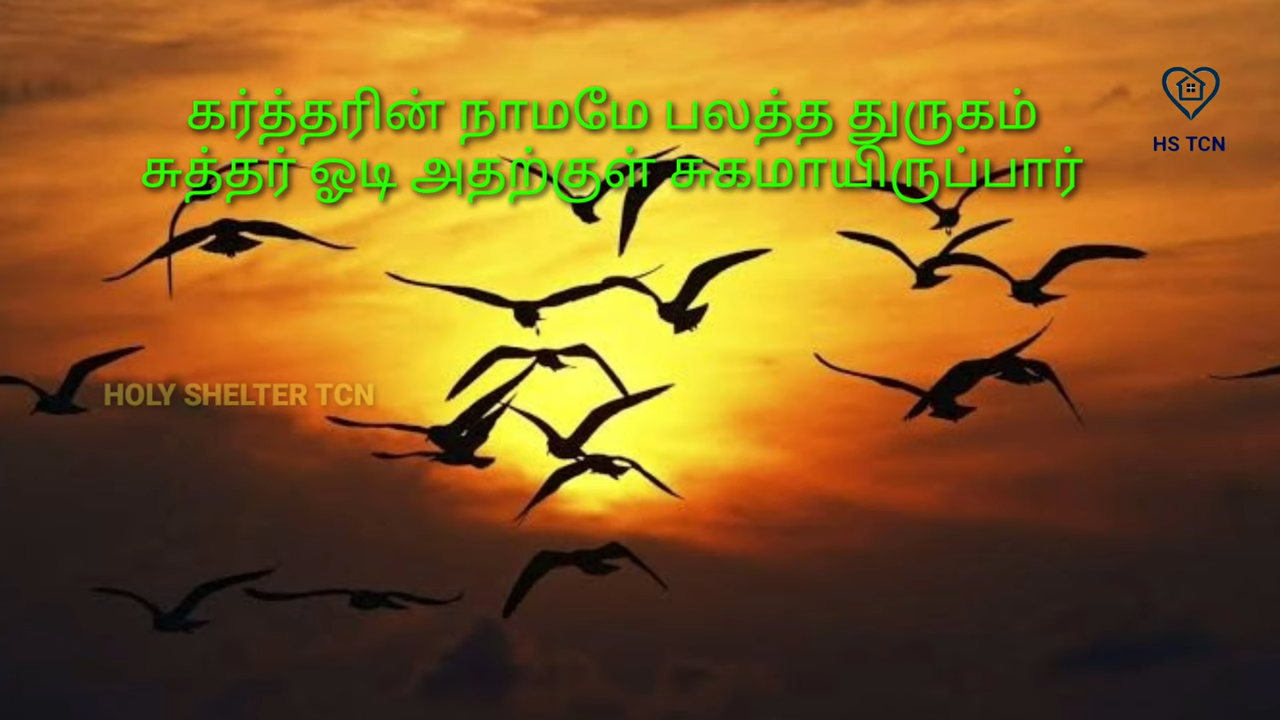 கர்த்தரின் நாமமே பலத்த துருகம்
சுத்தர் ஓடி அதற்குள் சுகமாயிருப்பார்
HS TCN
HOLY SHELTER TCN